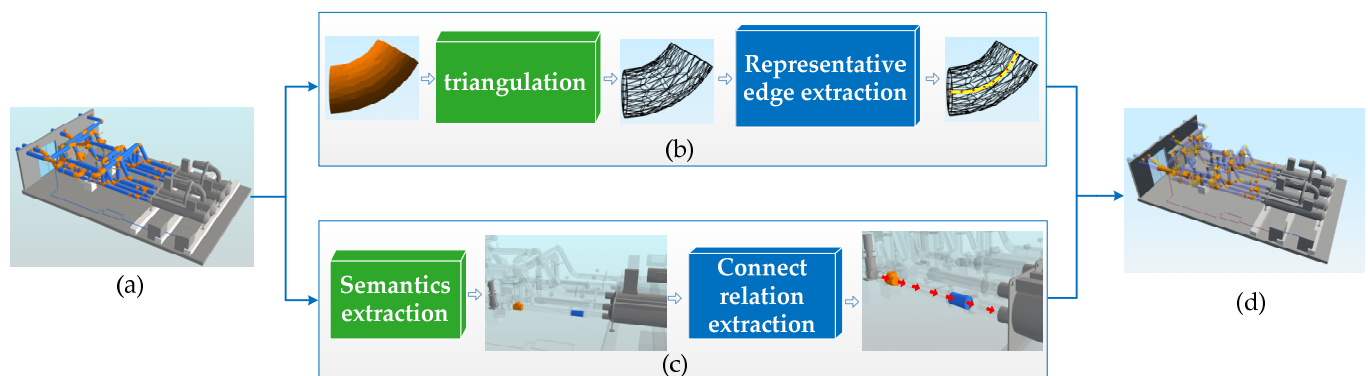 triangulation
Representative
edge extraction
(b)
(a)
Semantics
extraction
Connect
relation
extraction
(c)
(d)